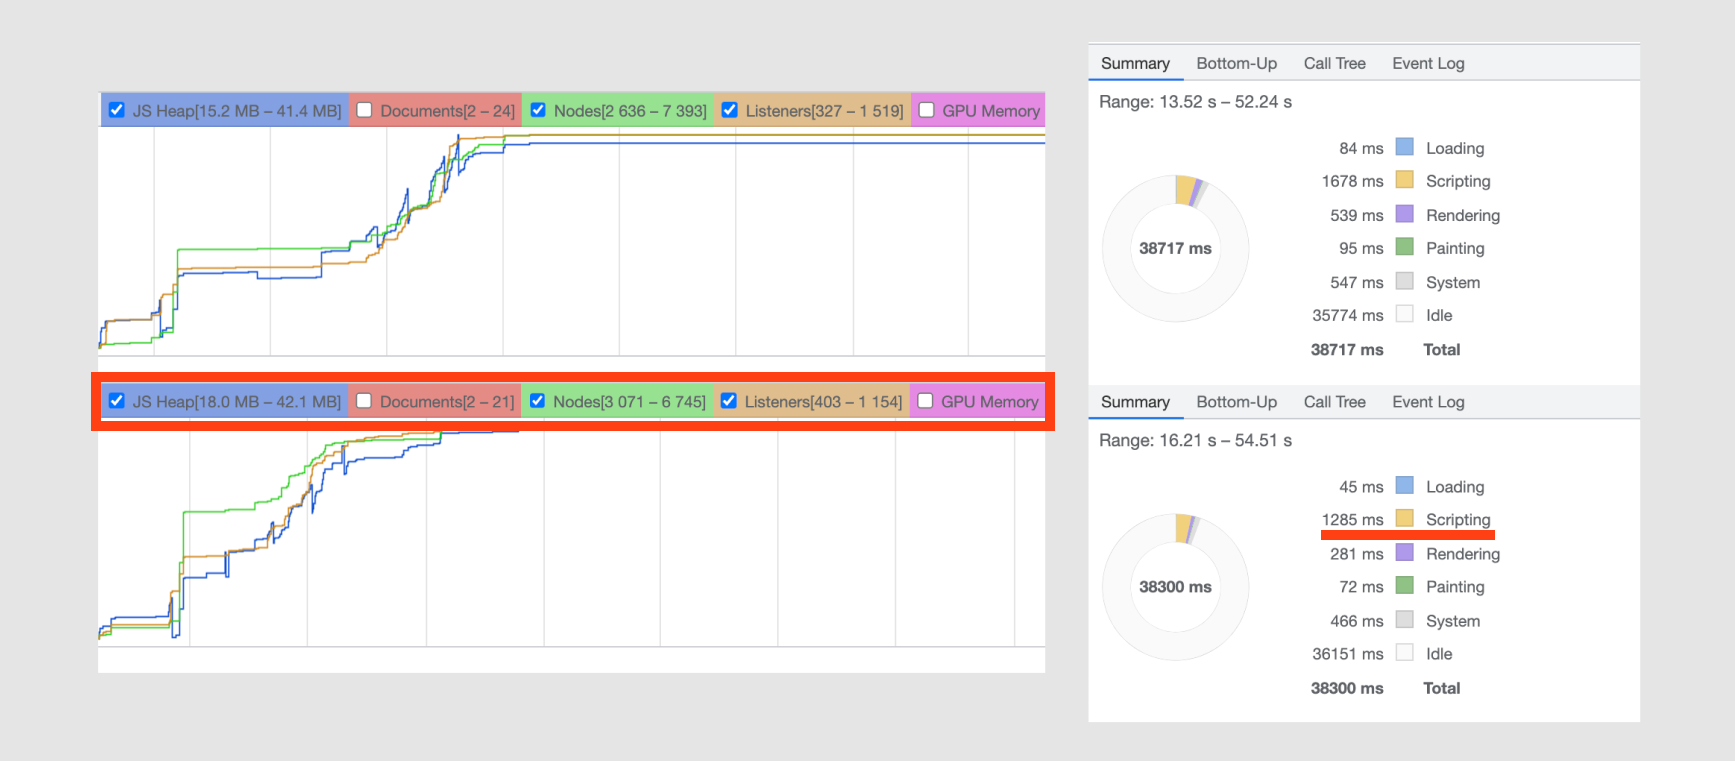 JS Heap[15.2 MB – 41.4 MB] Documents[2 – 24] Nodes[2 636 – 7 393] Listeners[327 – 1 519] GPU Memory
JS Heap[18.0 MB – 42.1 MB] Documents[2 – 21] Nodes[3 071 – 6 745] Listeners[403 – 1 154] GPU Memory
Summary Bottom-Up Call Tree Event Log
Range: 13.52 s – 52.24 s
84 ms Loading
1678 ms Scripting
539 ms Rendering
38717 ms
95 ms Painting
547 ms System
35774 ms Idle
38717 ms Total
Summary Bottom-Up Call Tree Event Log
Range: 16.21 s – 54.51 s
45 ms Loading
1285 ms Scripting
281 ms Rendering
38300 ms
72 ms Painting
466 ms System
36151 ms Idle
38300 ms Total